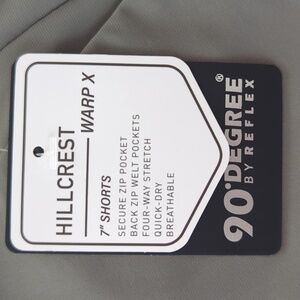 HILLCREST
WARP X
7" SHORTS
SECURE ZIP POCKET
BACK ZIP WELT POCKETS
FOUR-WAY STRETCH
QUICK-DRY
BREATHABLE
90°DEGREE®
BY REFLEX